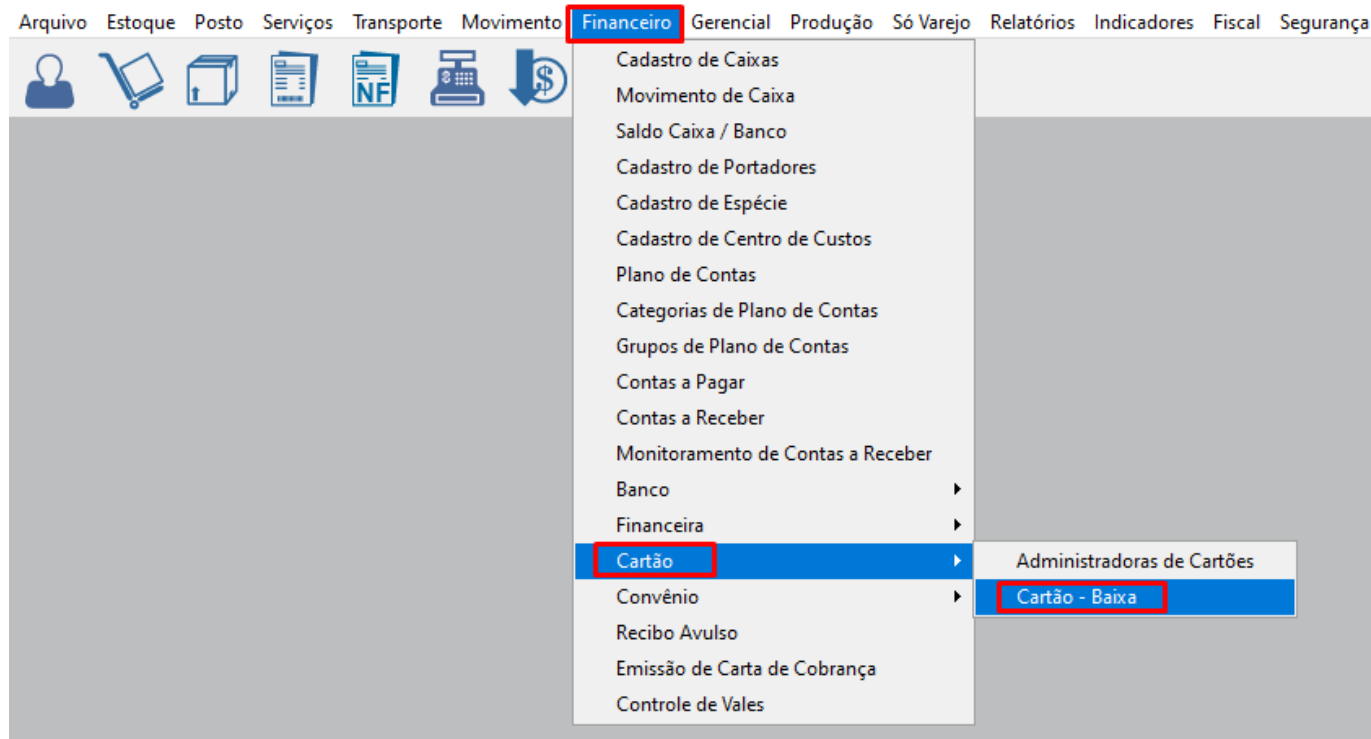 Arquivo Estoque Posto Serviços Transporte Movimento Financeiro Gerencial Produção Só Varejo Relatórios Indicadores Fiscal Segurança
NF
Cadastro de Caixas
Movimento de Caixa
Saldo Caixa / Banco
Cadastro de Portadores
Cadastro de Espécie
Cadastro de Centro de Custos
Plano de Contas
Categorias de Plano de Contas
Grupos de Plano de Contas
Contas a Pagar
Contas a Receber
Monitoramento de Contas a Receber
Banco
Financeira
Cartão
Administradoras de Cartões
Convênio
Cartão - Baixa
Recibo Avulso
Emissão de Carta de Cobrança
Controle de Vales